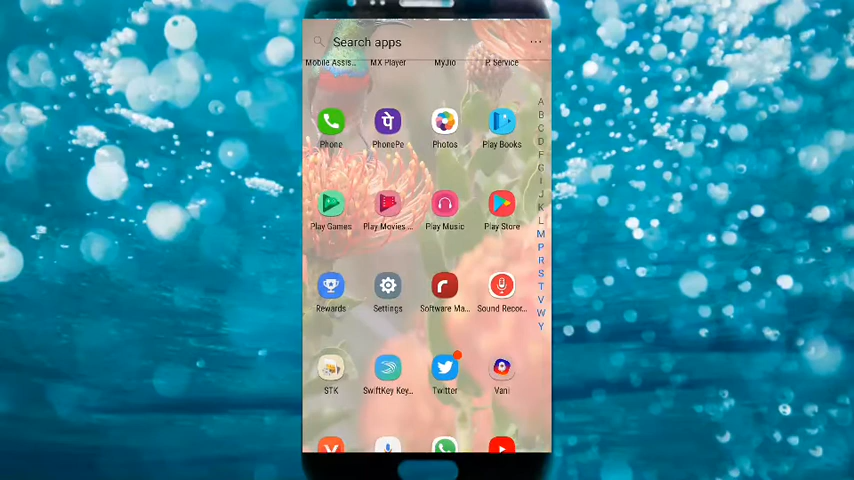 Search apps
Mobile Assis... MX Player MyJio P. Service
Phone PhonePe Photos Play Books
Play Games Play Movies ... Play Music Play Store
Rewards Settings Software Ma... Sound Recor...
STK SwiftKey Key... Twitter Vani
A
B
C
D
F
G
I
J
K
L
M
P
R
S
T
V
W
Y